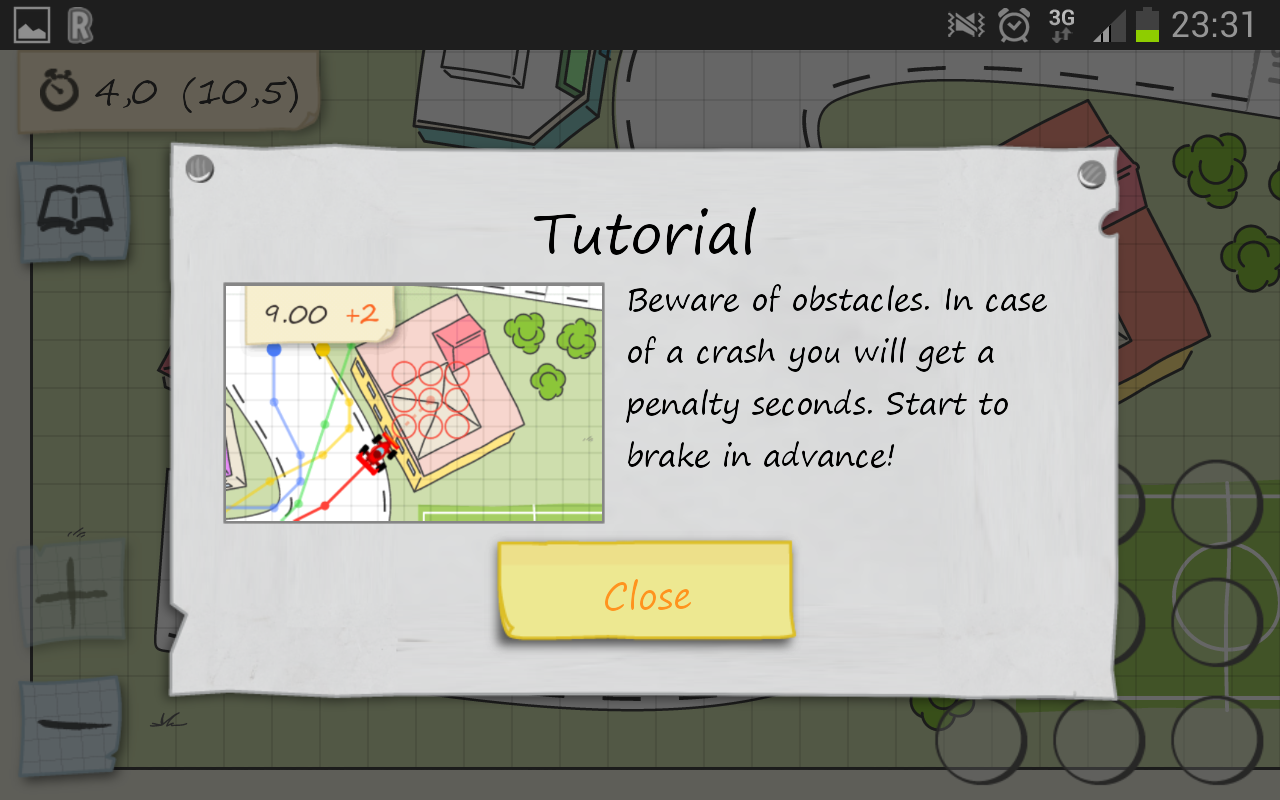 R
3G
23:31
4,0 (10,5)
Tutorial
9.00 +2
Beware of obstacles. In case
of a crash you will get a
penalty seconds. Start to
brake in advance!
Close